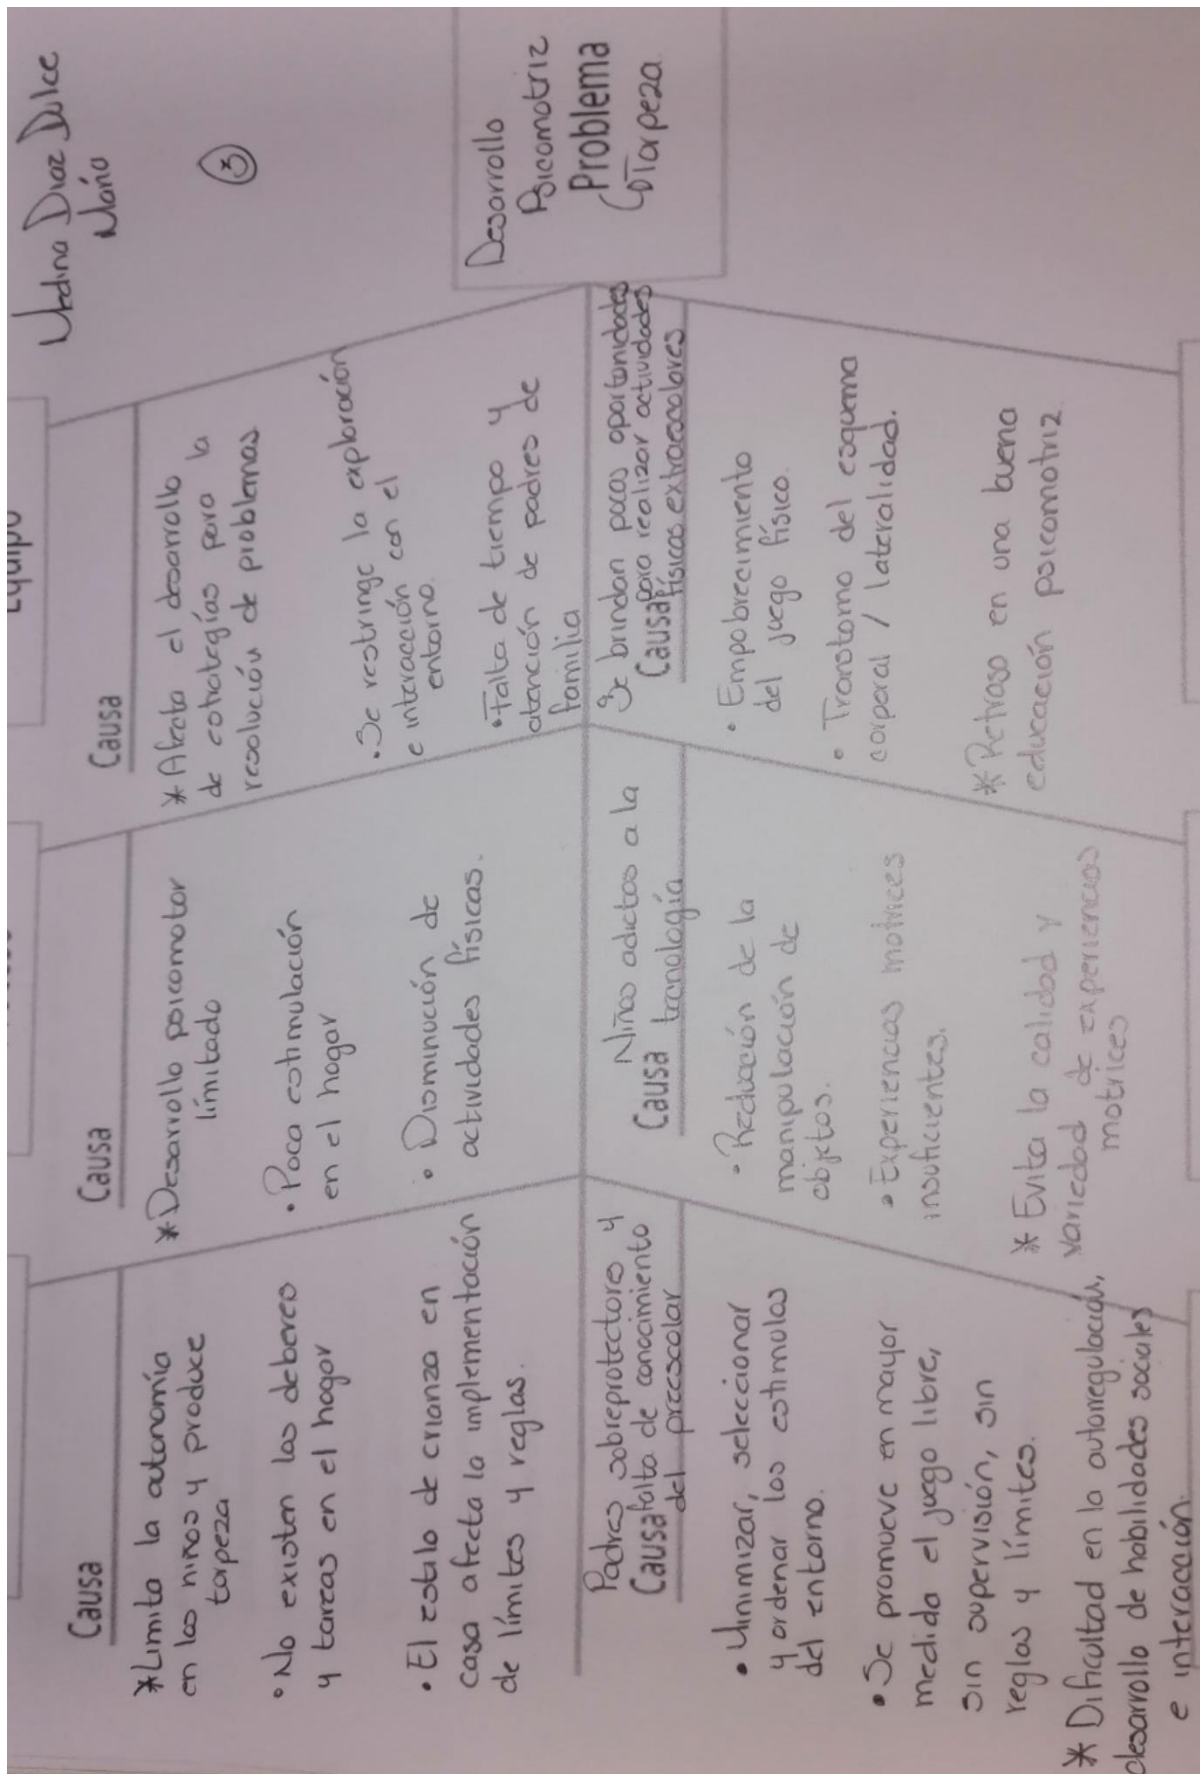 Medina Diaz Dulce
María
3
Equipo
Causa
*Limita la autonomía
en los niños y produce
torpeza
• No existen los deberes
y tareas en el hogar
• El estilo de crianza en
casa afecta la implementación
de límites y reglas.
Causa
*Desarrollo psicomotor
límitado
• Poca estimulación
en el hogar
• Disminución de
actividades físicas.
Causa
*Afecta el desarrollo
de estrategías para la
resolución de problemas
• Se restringe la exploración
e interacción con el
entorno.
• Falta de tiempo y
atención de padres de
familia
Desarrollo
Psicomotriz
Problema
Torpeza
Padres sobreprotectores y
Causa falta de conocimiento
del preescolar
• Minimizar, seleccionar
y ordenar los estimulos
del entorno.
• Se promueve en mayor
medida el juego libre,
sin supervisión, sin
reglas y límites.
* Dificultad en la autorregulación,
desarrollo de habilidades sociales
e interacción.
Niños adictos a la
Causa tecnología
• Reducción de la
manipulación de
objetos.
• Experiencias motrices
insuficientes.
* Evita la calidad y
variedad de experiencias
motrices
Se brindan pocas oportunidades
Causa para realizar actividades
físicas extraescolares
• Empobrecimiento
del juego físico.
• Transtorno del esquema
corporal / lateralidad.
* Retraso en una buena
educación psicomotriz